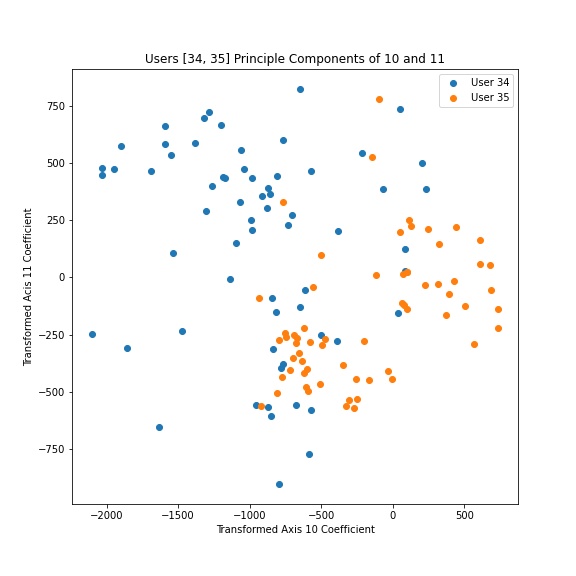 Users [34, 35] Principle Components of 10 and 11
User 34
User 35
750
500
250
0
−250
−500
−750
Transformed Acis 11 Coefficient
−2000 −1500 −1000 −500 0 500
Transformed Axis 10 Coefficient